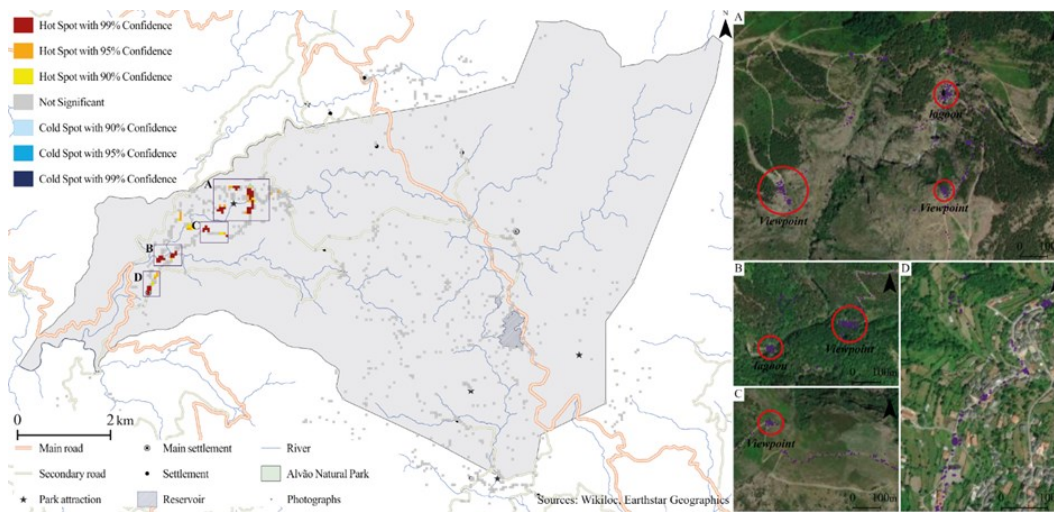 Hot Spot with 99% Confidence
Hot Spot with 95% Confidence
Hot Spot with 90% Confidence
Not Significant
Cold Spot with 90% Confidence
Cold Spot with 95% Confidence
Cold Spot with 99% Confidence
N
A
C
B
D
0 2 km
Main road
Main settlement
River
Secondary road
Settlement
Alvão Natural Park
Park attraction
Reservoir
Photographs
Sources: Wikiloc, Earthstar Geographics
A
lagoon
Viewpoint
Viewpoint
B
lagoon
Viewpoint
0 100m
C
Viewpoint
0 100m
D